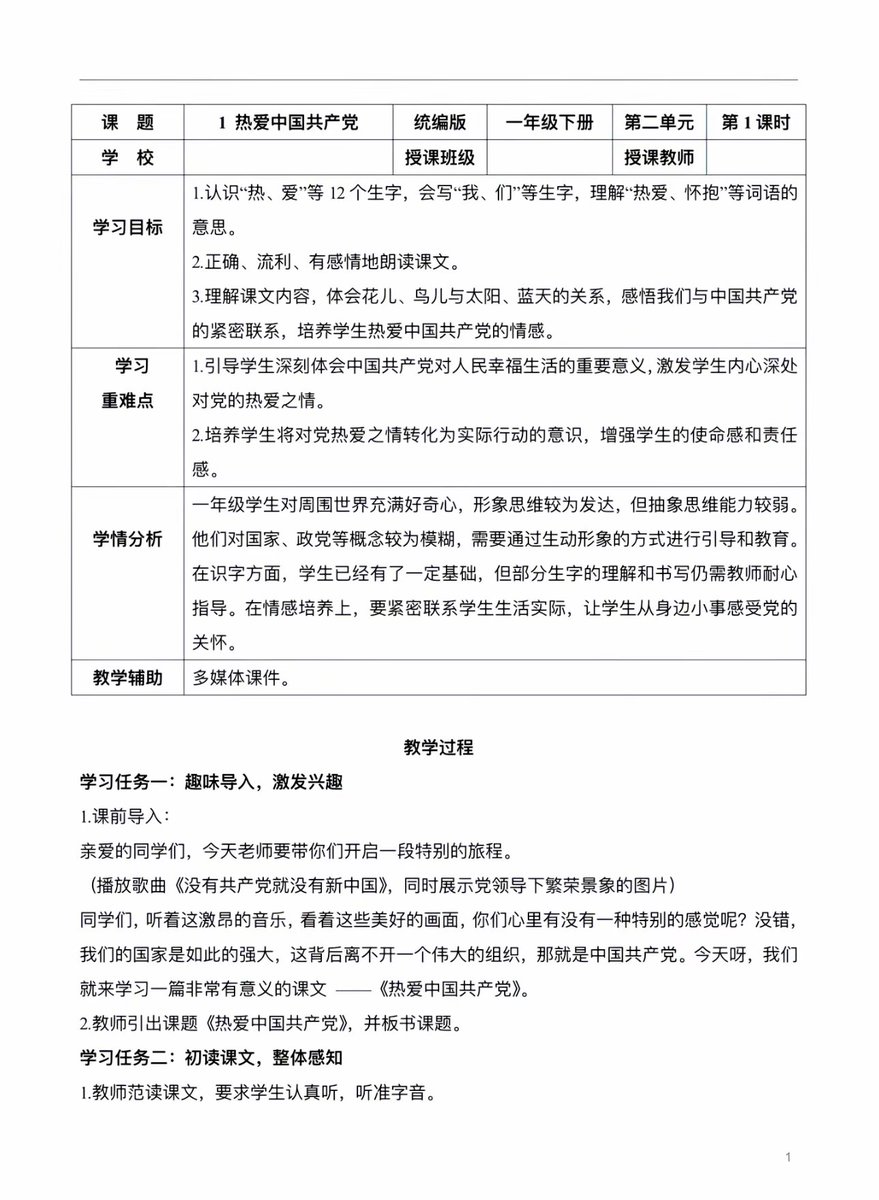 课 题 1 热爱中国共产党 统编版 一年级下册 第二单元 第 1 课时
学 校 授课班级 授课教师
学习目标
1.认识“热、爱”等 12 个生字，会写“我、们”等生字，理解“热爱、怀抱”等词语的
意思。
2.正确、流利、有感情地朗读课文。
3.理解课文内容，体会花儿、鸟儿与太阳、蓝天的关系，感悟我们与中国共产党
的紧密联系，培养学生热爱中国共产党的情感。
学习
重难点
1.引导学生深刻体会中国共产党对人民幸福生活的重要意义,激发学生内心深处
对党的热爱之情。
2.培养学生将对党热爱之情转化为实际行动的意识，增强学生的使命感和责任
感。
学情分析
一年级学生对周围世界充满好奇心，形象思维较为发达，但抽象思维能力较弱。
他们对国家、政党等概念较为模糊，需要通过生动形象的方式进行引导和教育。
在识字方面，学生已经有了一定基础，但部分生字的理解和书写仍需教师耐心
指导。在情感培养上，要紧密联系学生生活实际，让学生从身边小事感受党的
关怀。
教学辅助 多媒体课件。
教学过程
学习任务一：趣味导入，激发兴趣
1.课前导入：
亲爱的同学们，今天老师要带你们开启一段特别的旅程。
（播放歌曲《没有共产党就没有新中国》，同时展示党领导下繁荣景象的图片）
同学们，听着这激昂的音乐，看着这些美好的画面，你们心里有没有一种特别的感觉呢？没错，
我们的国家是如此的强大，这背后离不开一个伟大的组织，那就是中国共产党。今天呀，我们
就来学习一篇非常有意义的课文 ——《热爱中国共产党》。
2.教师引出课题《热爱中国共产党》，并板书课题。
学习任务二：初读课文，整体感知
1.教师范读课文，要求学生认真听，听准字音。
1